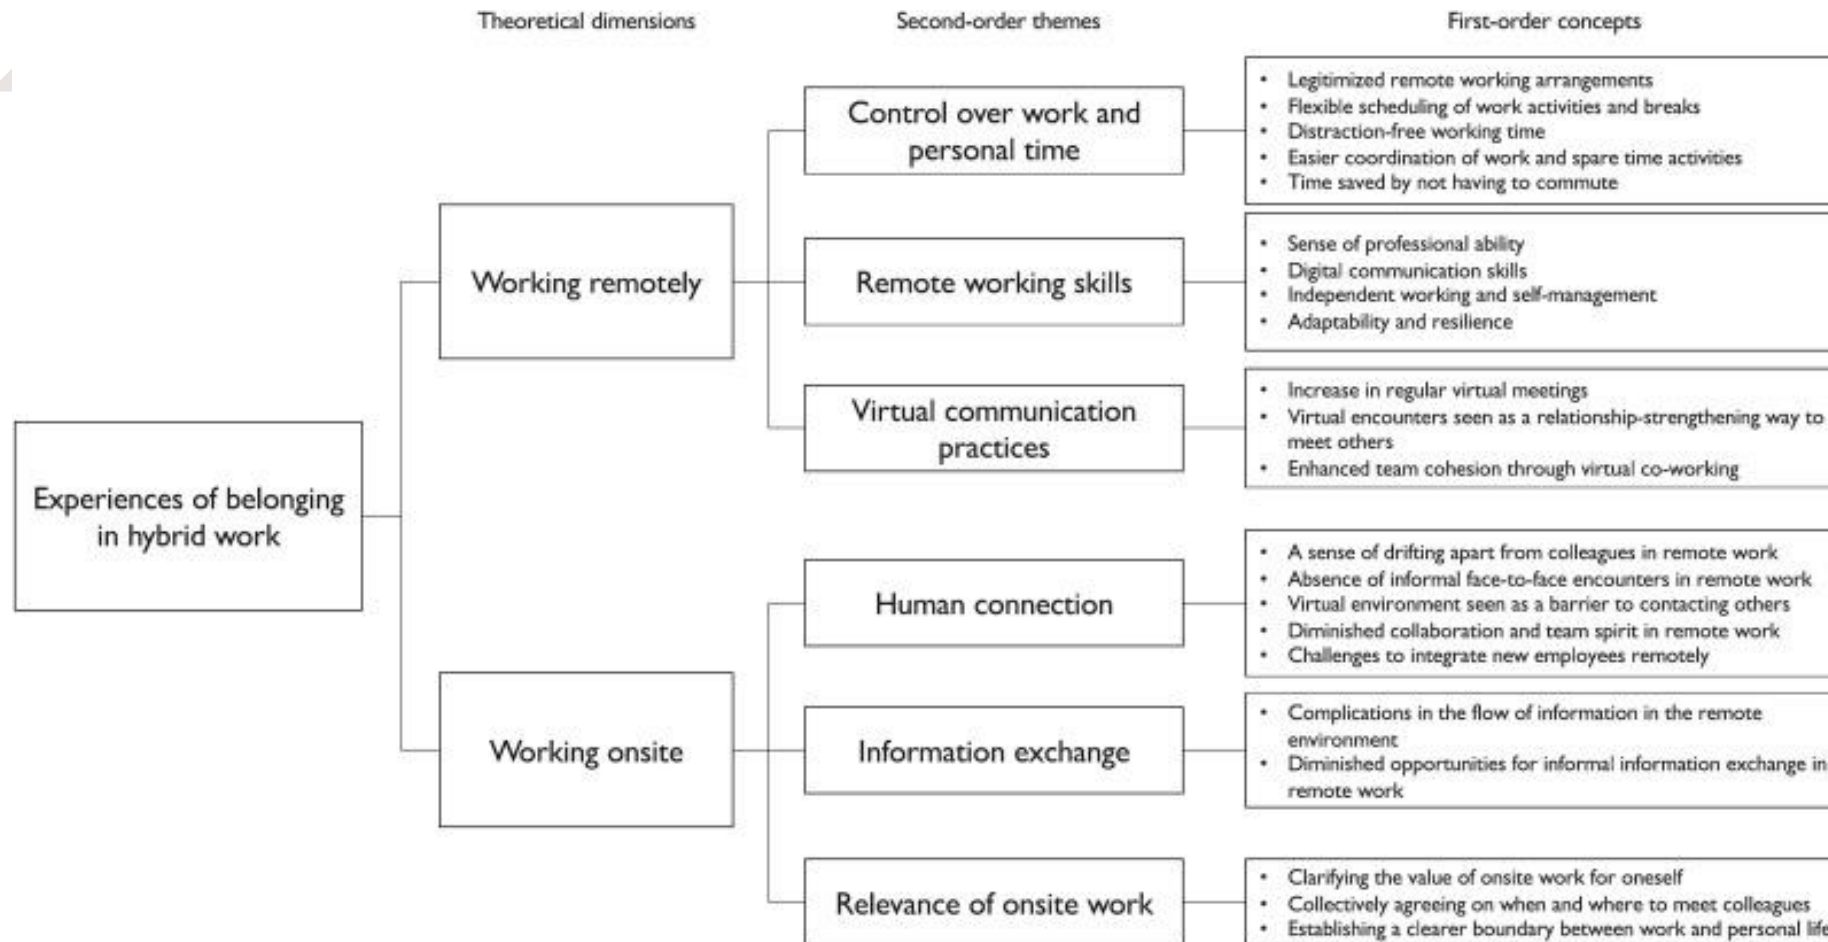 Theoretical dimensions
Second-order themes
First-order concepts
Control over work and
personal time
• Legitimized remote working arrangements
• Flexible scheduling of work activities and breaks
• Distraction-free working time
• Easier coordination of work and spare time activities
• Time saved by not having to commute
Working remotely
Remote working skills
• Sense of professional ability
• Digital communication skills
• Independent working and self-management
• Adaptability and resilience
Virtual communication
practices
• Increase in regular virtual meetings
• Virtual encounters seen as a relationship-strengthening way to
meet others
• Enhanced team cohesion through virtual co-working
Experiences of belonging
in hybrid work
Human connection
• A sense of drifting apart from colleagues in remote work
• Absence of informal face-to-face encounters in remote work
• Virtual environment seen as a barrier to contacting others
• Diminished collaboration and team spirit in remote work
• Challenges to integrate new employees remotely
Working onsite
Information exchange
• Complications in the flow of information in the remote
environment
• Diminished opportunities for informal information exchange in
remote work
Relevance of onsite work
• Clarifying the value of onsite work for oneself
• Collectively agreeing on when and where to meet colleagues
• Establishing a clearer boundary between work and personal life